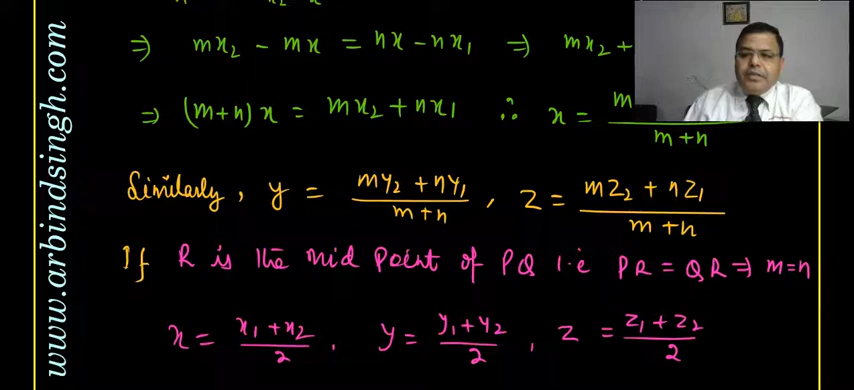 www.arbindsingh.com
⇒ mx₂ - mx = nx - nx₁ ⇒ mx₂ +
⇒ (m+n) x = mx₂ + nx₁ ∴ x = m / m+n
Similarly, y = my₂ + ny₁ / m+n , z = mz₂ + nz₁ / m+n
If R is the mid point of PQ i.e PR = QR ⇒ m=n
x = x₁ + x₂ / 2 , y = y₁ + y₂ / 2 , z = z₁ + z₂ / 2